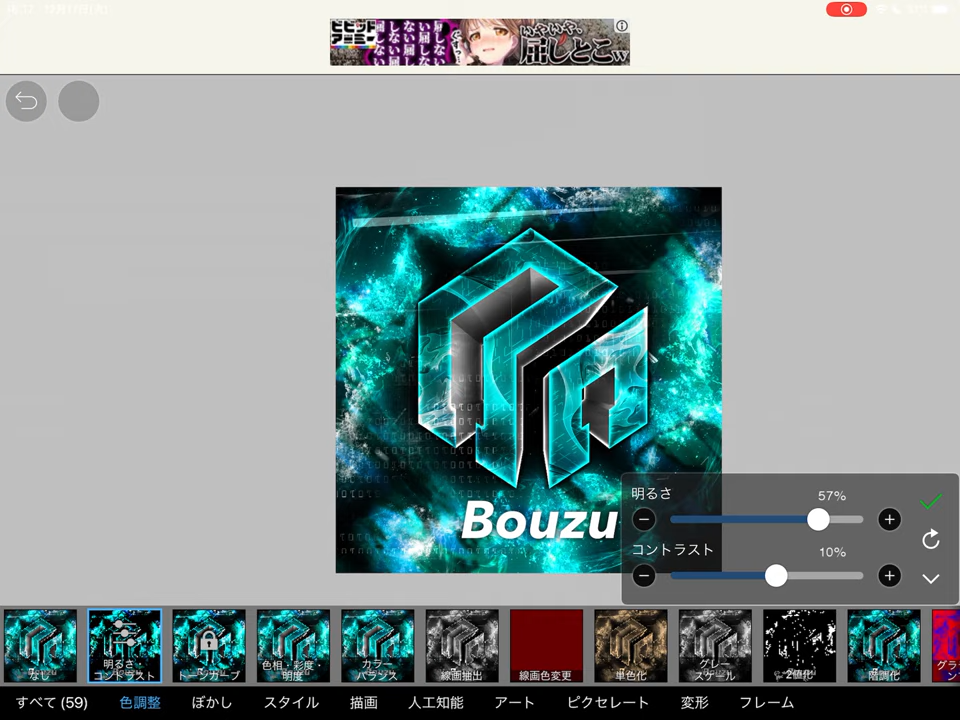 ビビッド
アーミー
いやいや、
屈しとこw
Bouzu
明るさ
57%
コントラスト
10%
なし
明るさ・
コントラスト
トーンカーブ
色相・彩度・
明度
カラー
バランス
線画抽出
線画色変更
単色化
グレー
スケール
2値化
階調化
すべて (59)
色調整
ぼかし
スタイル
描画
人工知能
アート
ピクセレート
変形
フレーム